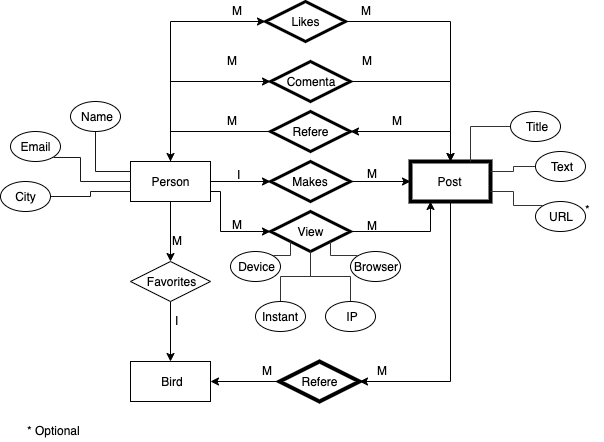 M Likes M
M Comenta M
Name
M Refere M
Title
Email
Text
Person I Makes M Post
City
URL *
M View M
M
Device Browser
Favorites
Instant IP
I
M M
Bird Refere
* Optional